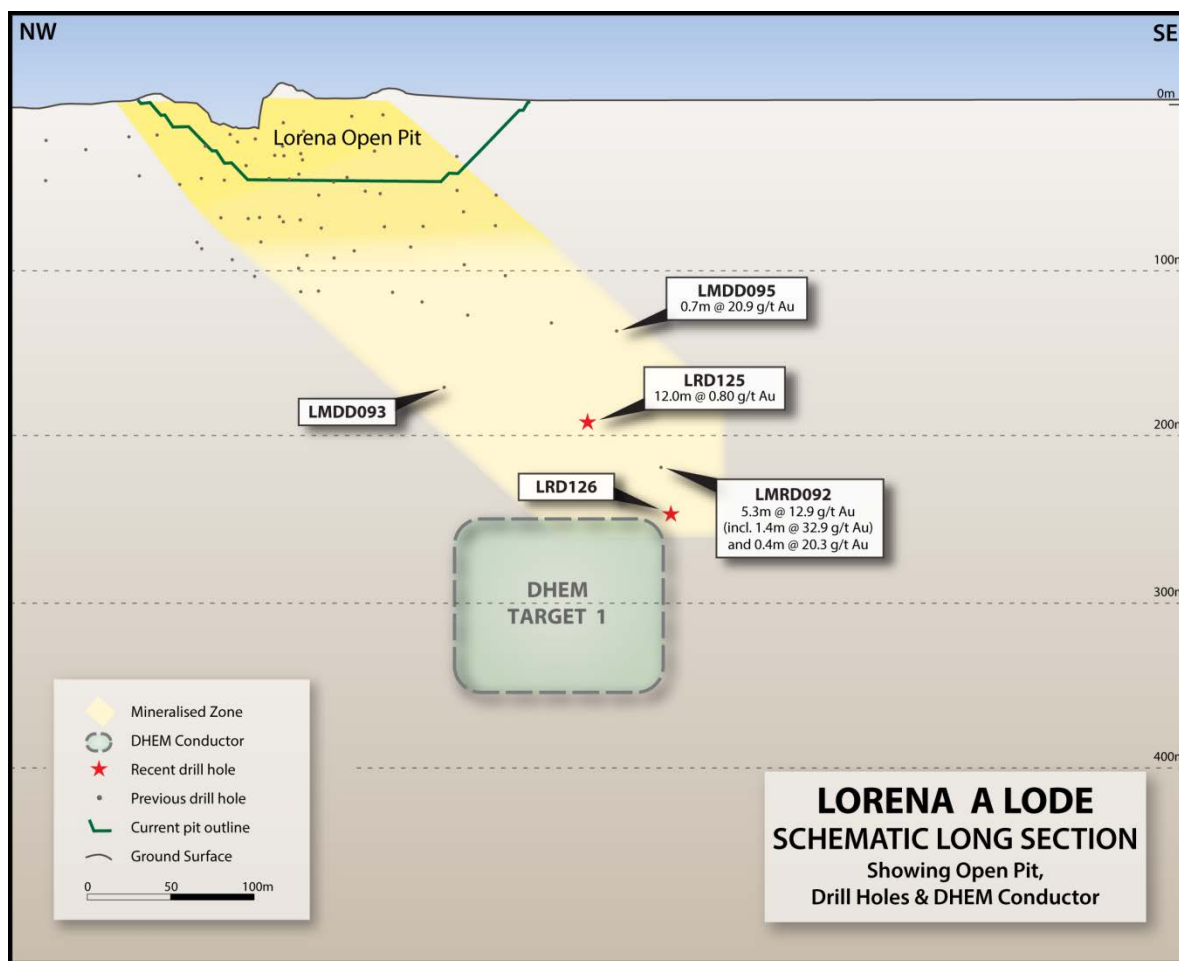 NW
SE
0m
Lorena Open Pit
100m
LMDD095
0.7m @ 20.9 g/t Au
LRD125
12.0m @ 0.80 g/t Au
LMDD093
200m
LRD126
LMRD092
5.3m @ 12.9 g/t Au
(incl. 1.4m @ 32.9 g/t Au)
and 0.4m @ 20.3 g/t Au
DHEM
TARGET 1
300m
Mineralised Zone
DHEM Conductor
Recent drill hole
Previous drill hole
Current pit outline
Ground Surface
0 50 100m
400m
LORENA A LODE
SCHEMATIC LONG SECTION
Showing Open Pit,
Drill Holes & DHEM Conductor